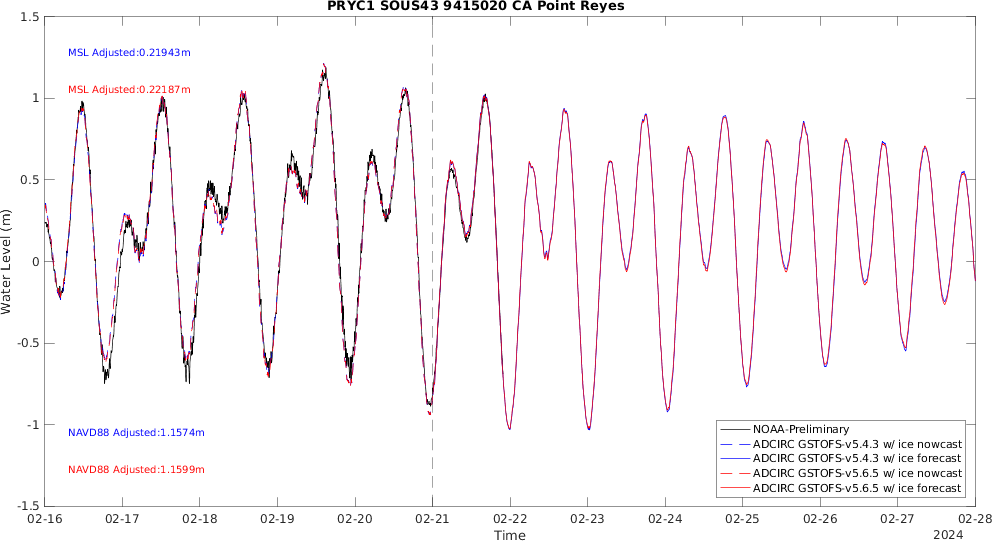 PRYC1 SOUS43 9415020 CA Point Reyes
1.5
MSL Adjusted:0.21943m
MSL Adjusted:0.22187m
1
0.5
Water Level (m)
0
-0.5
-1
NAVD88 Adjusted:1.1574m
NAVD88 Adjusted:1.1599m
NOAA-Preliminary
ADCIRC GSTOFS-v5.4.3 w/ ice nowcast
ADCIRC GSTOFS-v5.4.3 w/ ice forecast
ADCIRC GSTOFS-v5.6.5 w/ ice nowcast
ADCIRC GSTOFS-v5.6.5 w/ ice forecast
-1.5
02-16 02-17 02-18 02-19 02-20 02-21 02-22 02-23 02-24 02-25 02-26 02-27 02-28
Time
2024